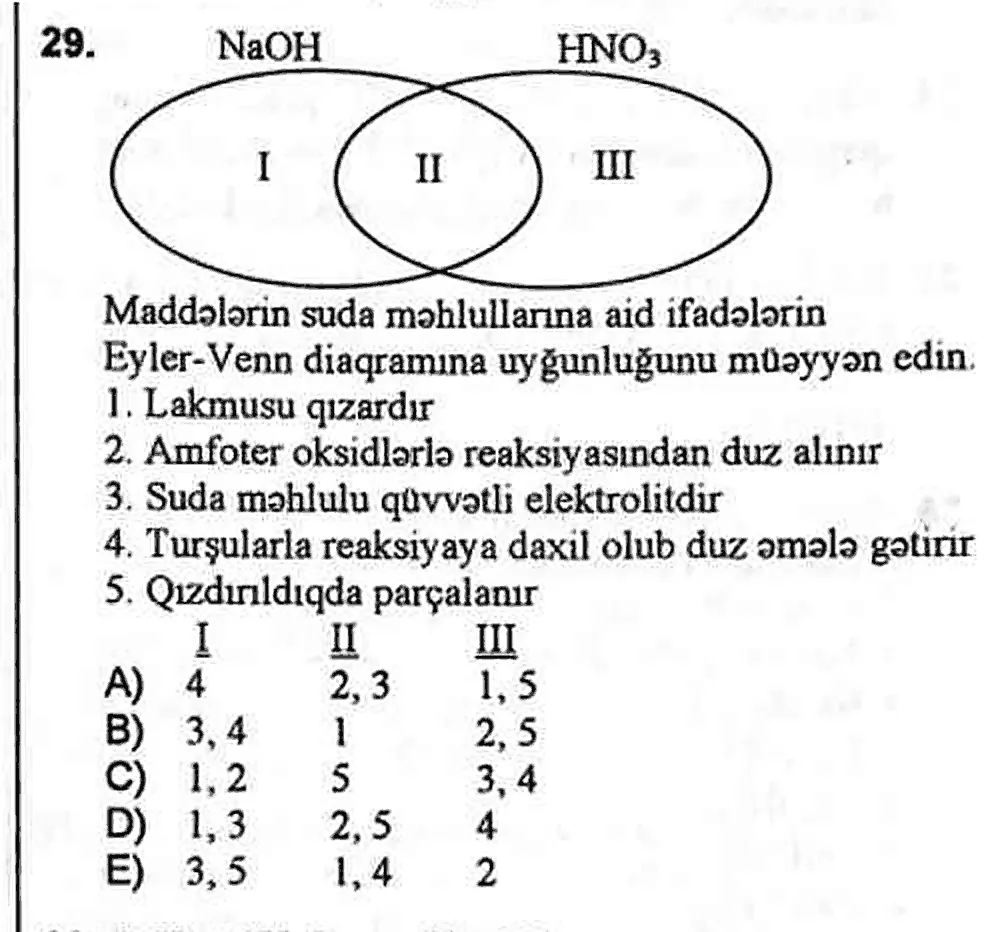 29. NaOH HNO₃
I II III
Maddələrin suda məhlullarına aid ifadələrin
Eyler-Venn diaqramına uyğunluğunu müəyyən edin.
1. Lakmusu qızardır
2. Amfoter oksidlərlə reaksiyasından duz alınır
3. Suda məhlulu qüvvətli elektrolitdir
4. Turşularla reaksiyaya daxil olub duz əmələ gətirir
5. Qızdırıldıqda parçalanır
I II III
A) 4 2, 3 1, 5
B) 3, 4 1 2, 5
C) 1, 2 5 3, 4
D) 1, 3 2, 5 4
E) 3, 5 1, 4 2